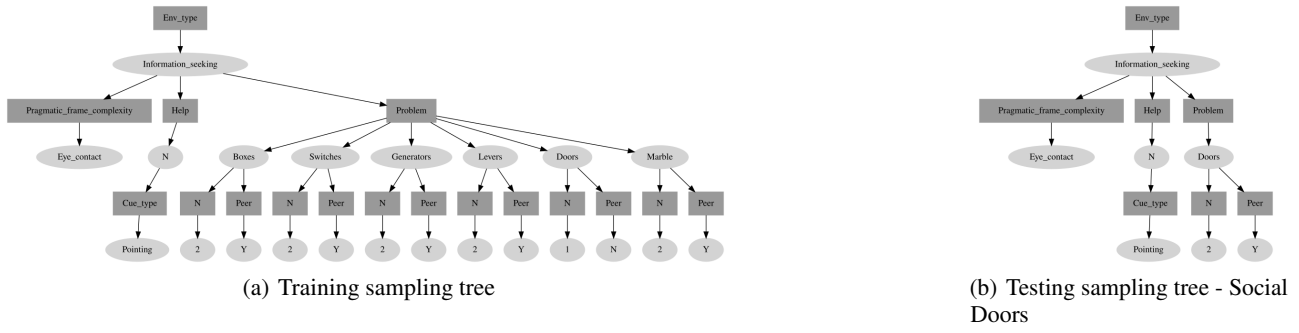 Env_type
Information_seeking
Pragmatic_frame_complexity Help Problem
Eye_contact N Boxes Switches Generators Levers Doors Marble
Cue_type N Peer N Peer N Peer N Peer N Peer N Peer
Pointing 2 Y 2 Y 2 Y 2 Y 1 N 2 Y
(a) Training sampling tree
Env_type
Information_seeking
Pragmatic_frame_complexity Help Problem
Eye_contact N Doors
Cue_type N Peer
Pointing 2 Y
(b) Testing sampling tree - Social
Doors